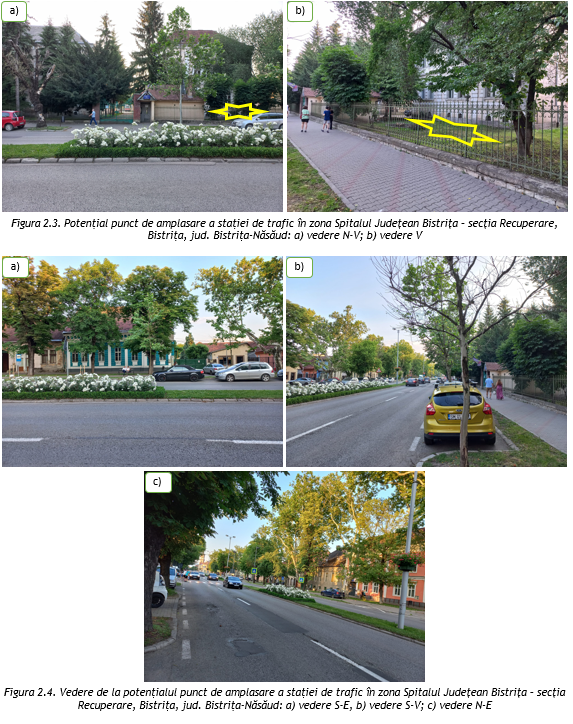 a)
b)
Figura 2.3. Potențial punct de amplasare a stației de trafic în zona Spitalul Județean Bistrița – secția Recuperare,
Bistrița, jud. Bistrița-Năsăud: a) vedere N-V; b) vedere V
a)
b)
c)
Figura 2.4. Vedere de la potențialul punct de amplasare a stației de trafic în zona Spitalul Județean Bistrița – secția
Recuperare, Bistrița, jud. Bistrița-Năsăud: a) vedere S-E, b) vedere S-V; c) vedere N-E